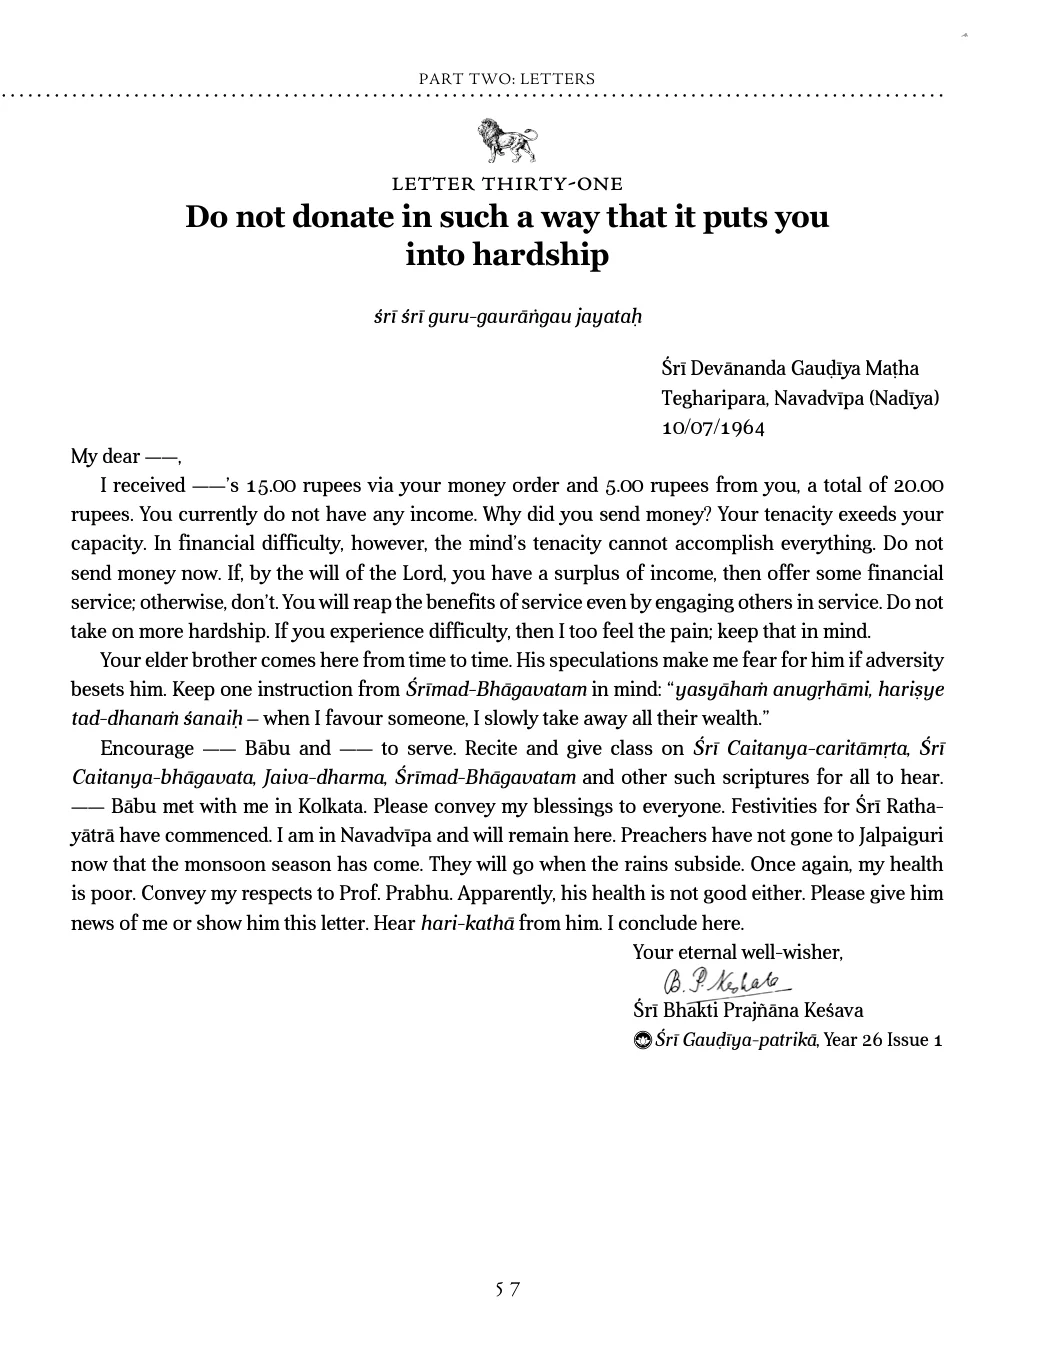 PART TWO: LETTERS
LETTER THIRTY-ONE
Do not donate in such a way that it puts you
into hardship
śrī śrī guru-gaurāṅgau jayataḥ
Śrī Devānanda Gauḍīya Maṭha
Tegharipara, Navadvīpa (Nadīya)
10/07/1964
My dear ——,
I received ——’s 15.00 rupees via your money order and 5.00 rupees from you, a total of 20.00
rupees. You currently do not have any income. Why did you send money? Your tenacity exeeds your
capacity. In financial difficulty, however, the mind’s tenacity cannot accomplish everything. Do not
send money now. If, by the will of the Lord, you have a surplus of income, then offer some financial
service; otherwise, don’t. You will reap the benefits of service even by engaging others in service. Do not
take on more hardship. If you experience difficulty, then I too feel the pain; keep that in mind.
Your elder brother comes here from time to time. His speculations make me fear for him if adversity
besets him. Keep one instruction from Śrīmad-Bhāgavatam in mind: “yasyāhaṁ anugṛhāmi, hariṣye
tad-dhanaṁ śanaiḥ – when I favour someone, I slowly take away all their wealth.”
Encourage —— Bābu and —— to serve. Recite and give class on Śrī Caitanya-caritāmṛta, Śrī
Caitanya-bhāgavata, Jaiva-dharma, Śrīmad-Bhāgavatam and other such scriptures for all to hear.
—— Bābu met with me in Kolkata. Please convey my blessings to everyone. Festivities for Śrī Ratha-
yātrā have commenced. I am in Navadvīpa and will remain here. Preachers have not gone to Jalpaiguri
now that the monsoon season has come. They will go when the rains subside. Once again, my health
is poor. Convey my respects to Prof. Prabhu. Apparently, his health is not good either. Please give him
news of me or show him this letter. Hear hari-kathā from him. I conclude here.
Your eternal well-wisher,
B. P. Keshab
Śrī Bhakti Prajñāna Keśava
Śrī Gauḍīya-patrikā, Year 26 Issue 1
57